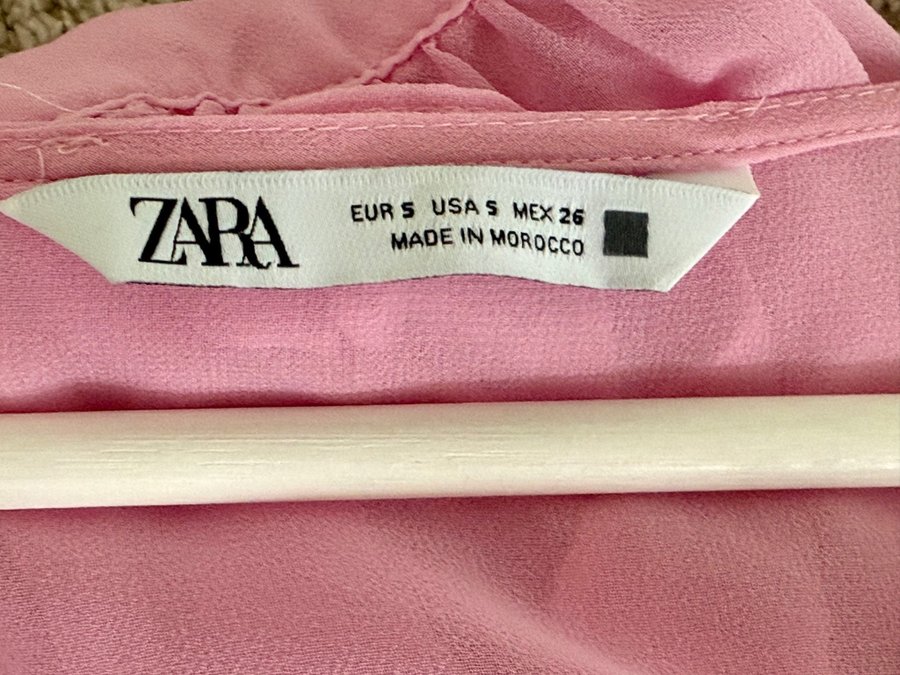 ZARA
EUR S USA S MEX 26
MADE IN MOROCCO